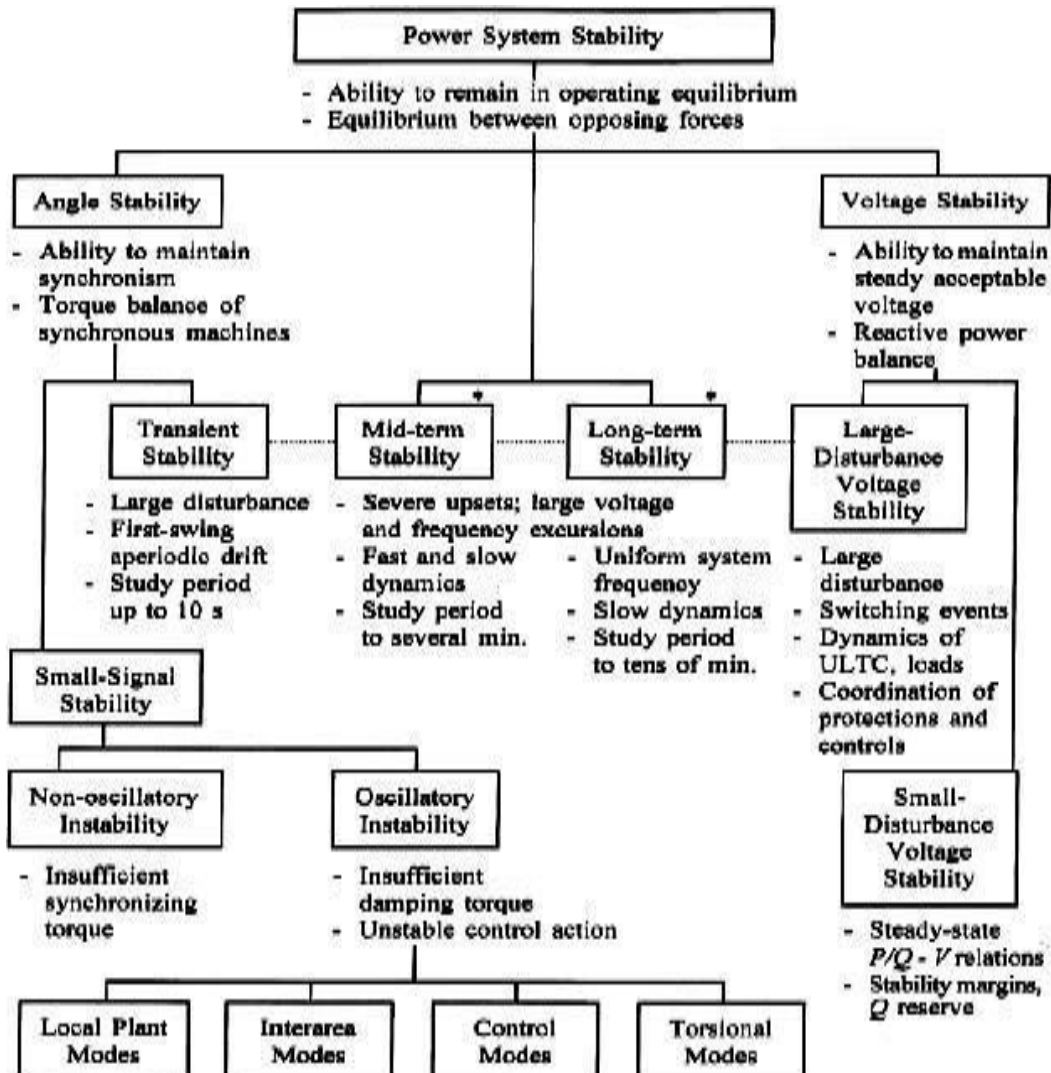 Power System Stability
- Ability to remain in operating equilibrium
- Equilibrium between opposing forces
Angle Stability
- Ability to maintain
synchronism
- Torque balance of
synchronous machines
Voltage Stability
- Ability to maintain
steady acceptable
voltage
- Reactive power
balance
Transient
Stability
- Large disturbance
- First-swing
aperiodic drift
- Study period
up to 10 s
*
Mid-term
Stability
*
Long-term
Stability
- Severe upsets; large voltage
and frequency excursions
- Fast and slow
dynamics
- Study period
to several min.
- Uniform system
frequency
- Slow dynamics
- Study period
to tens of min.
Large-
Disturbance
Voltage
Stability
- Large
disturbance
- Switching events
- Dynamics of
ULTC, loads
- Coordination of
protections and
controls
Small-Signal
Stability
Non-oscillatory
Instability
- Insufficient
synchronizing
torque
Oscillatory
Instability
- Insufficient
damping torque
- Unstable control action
Small-
Disturbance
Voltage
Stability
- Steady-state
P/Q - V relations
- Stability margins,
Q reserve
Local Plant
Modes
Interarea
Modes
Control
Modes
Torsional
Modes